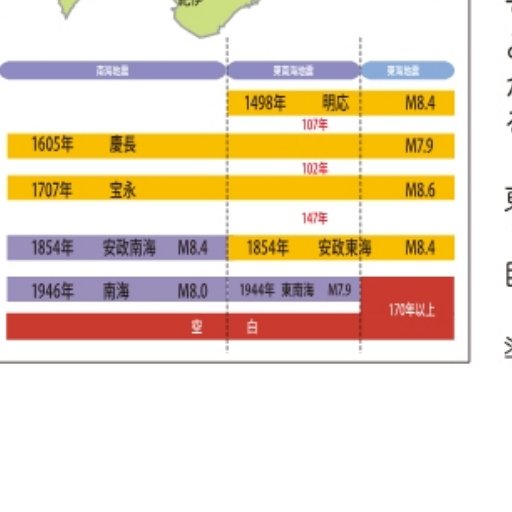 紀伊
南海地震 東南海地震 東海地震
1498年 明応 M8.4
107年
1605年 慶長 M7.9
102年
1707年 宝永 M8.6
147年
1854年 安政南海 M8.4 1854年 安政東海 M8.4
1946年 南海 M8.0 1944年 東南海 M7.9
170年以上
空 白